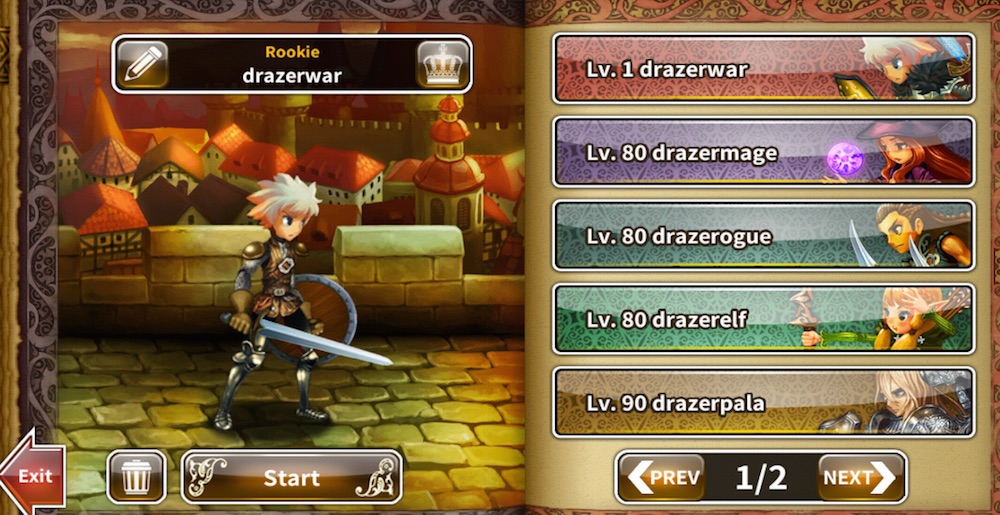 Rookie
drazerwar
Lv. 1 drazerwar
Lv. 80 drazermage
Lv. 80 drazerogue
Lv. 80 drazerelf
Lv. 90 drazerpala
Exit
Start
PREV 1/2 NEXT